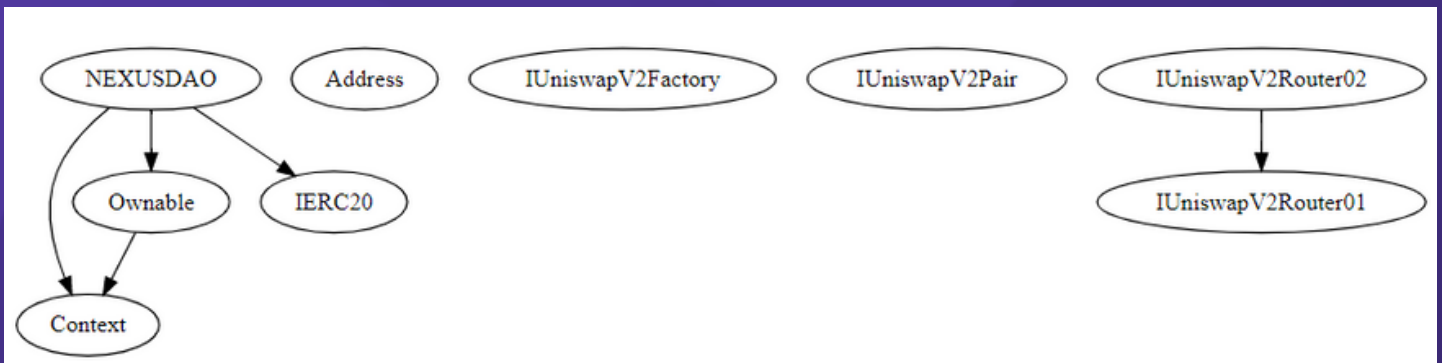 NEXUSDAO Address IUniswapV2Factory IUniswapV2Pair IUniswapV2Router02
Ownable IERC20 IUniswapV2Router01
Context